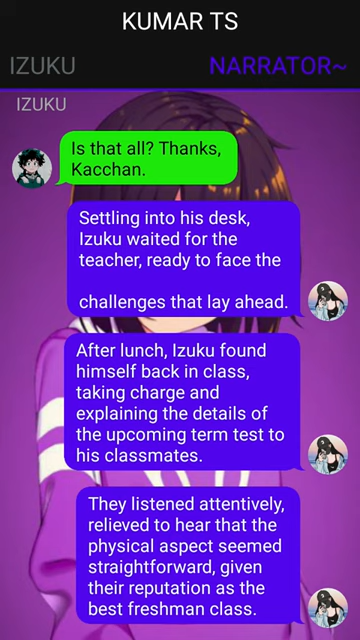 KUMAR TS
IZUKU
NARRATOR~
IZUKU
Is that all? Thanks,
Kacchan.
Settling into his desk,
Izuku waited for the
teacher, ready to face the
challenges that lay ahead.
After lunch, Izuku found
himself back in class,
taking charge and
explaining the details of
the upcoming term test to
his classmates.
They listened attentively,
relieved to hear that the
physical aspect seemed
straightforward, given
their reputation as the
best freshman class.